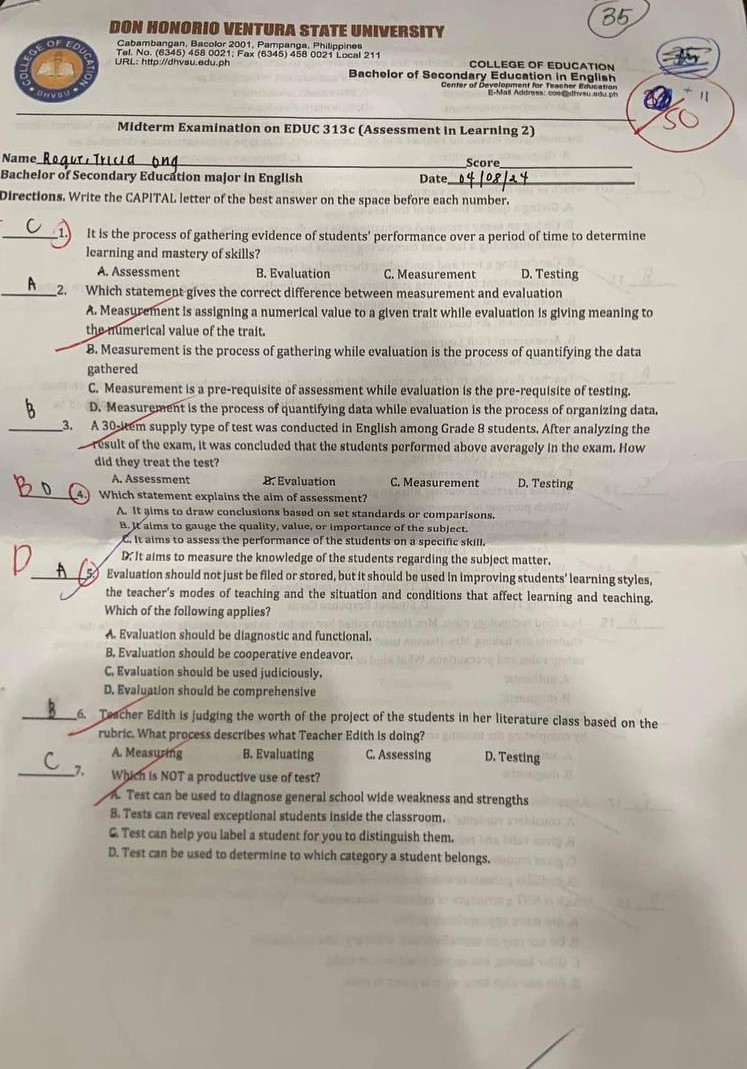 35
DON HONORIO VENTURA STATE UNIVERSITY
Cabambangan, Bacolor 2001, Pampanga, Philippines
Tel. No. (6345) 458 0021; Fax (6345) 458 0021 Local 211
URL: http://dhvsu.edu.ph
COLLEGE OF EDUCATION
DHVSU
COLLEGE OF EDUCATION
Bachelor of Secondary Education in English
Center of Development for Teacher Education
E-Mail Address: coe@dhvsu.edu.ph
+ 11
50
Midterm Examination on EDUC 313c (Assessment in Learning 2)
Name Tricia Score
Bachelor of Secondary Education major in English Date 04/08/24
Directions. Write the CAPITAL letter of the best answer on the space before each number.
C 1. It is the process of gathering evidence of students' performance over a period of time to determine
learning and mastery of skills?
A. Assessment B. Evaluation C. Measurement D. Testing
A 2. Which statement gives the correct difference between measurement and evaluation
A. Measurement is assigning a numerical value to a given trait while evaluation is giving meaning to
the numerical value of the trait.
B. Measurement is the process of gathering while evaluation is the process of quantifying the data
gathered
C. Measurement is a pre-requisite of assessment while evaluation is the pre-requisite of testing.
D. Measurement is the process of quantifying data while evaluation is the process of organizing data.
B 3. A 30-item supply type of test was conducted in English among Grade 8 students. After analyzing the
result of the exam, it was concluded that the students performed above averagely in the exam. How
did they treat the test?
A. Assessment B. Evaluation C. Measurement D. Testing
B D 4. Which statement explains the aim of assessment?
A. It aims to draw conclusions based on set standards or comparisons.
B. It aims to gauge the quality, value, or importance of the subject.
C. It aims to assess the performance of the students on a specific skill.
D. It aims to measure the knowledge of the students regarding the subject matter.
D A 5. Evaluation should not just be filed or stored, but it should be used in improving students' learning styles,
the teacher's modes of teaching and the situation and conditions that affect learning and teaching.
Which of the following applies?
A. Evaluation should be diagnostic and functional.
B. Evaluation should be cooperative endeavor.
C. Evaluation should be used judiciously.
D. Evaluation should be comprehensive
B 6. Teacher Edith is judging the worth of the project of the students in her literature class based on the
rubric. What process describes what Teacher Edith is doing?
A. Measuring B. Evaluating C. Assessing D. Testing
C 7. Which is NOT a productive use of test?
A. Test can be used to diagnose general school wide weakness and strengths
B. Tests can reveal exceptional students inside the classroom.
C. Test can help you label a student for you to distinguish them.
D. Test can be used to determine to which category a student belongs.